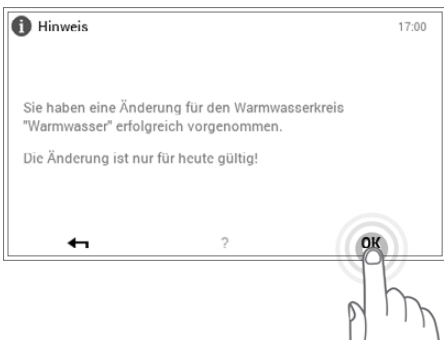 Hinweis
17:00
Sie haben eine Änderung für den Warmwasserkreis
"Warmwasser" erfolgreich vorgenommen.
Die Änderung ist nur für heute gültig!
?
OK